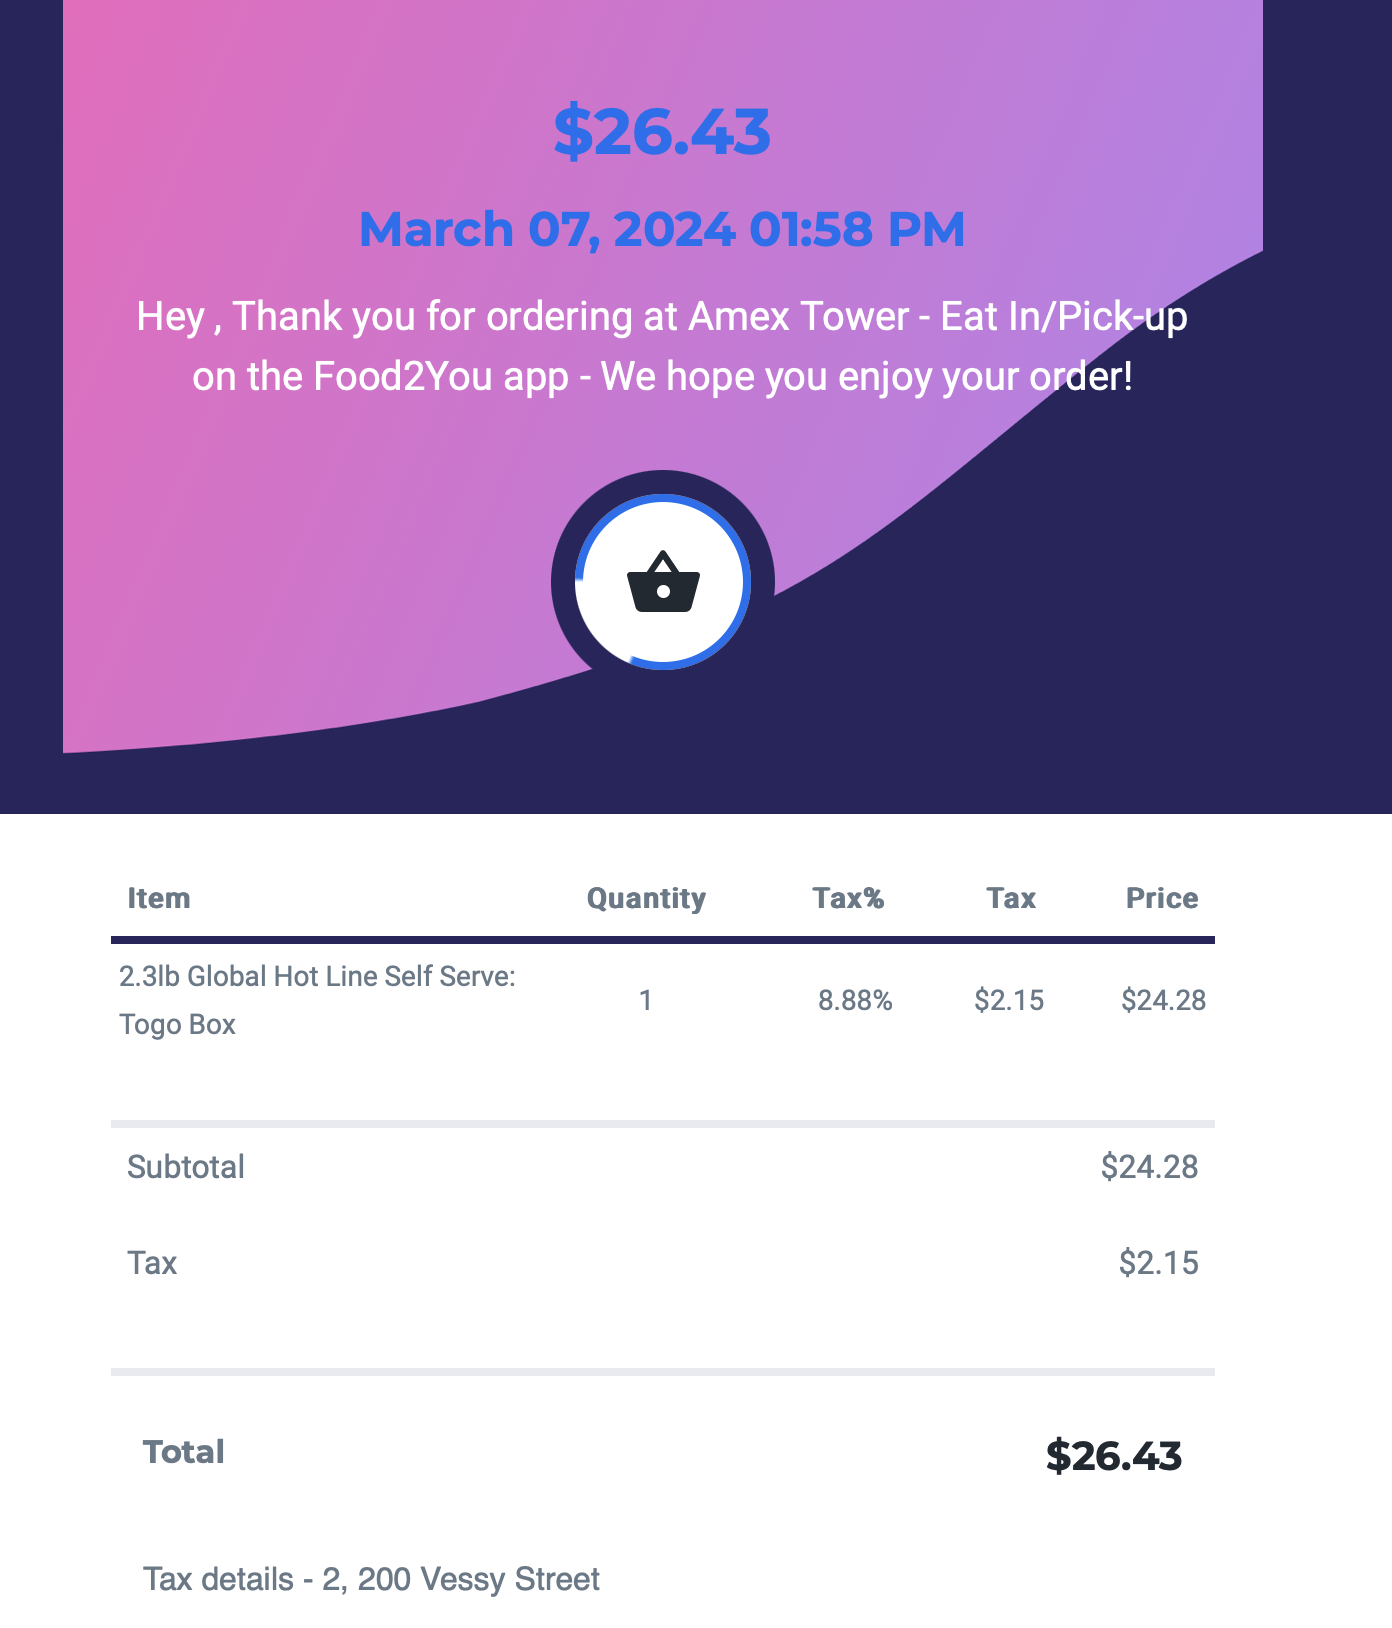 $26.43
March 07, 2024 01:58 PM
Hey , Thank you for ordering at Amex Tower - Eat In/Pick-up
on the Food2You app - We hope you enjoy your order!
Item Quantity Tax% Tax Price
2.3lb Global Hot Line Self Serve:
Togo Box 1 8.88% $2.15 $24.28
Subtotal $24.28
Tax $2.15
Total $26.43
Tax details - 2, 200 Vessy Street